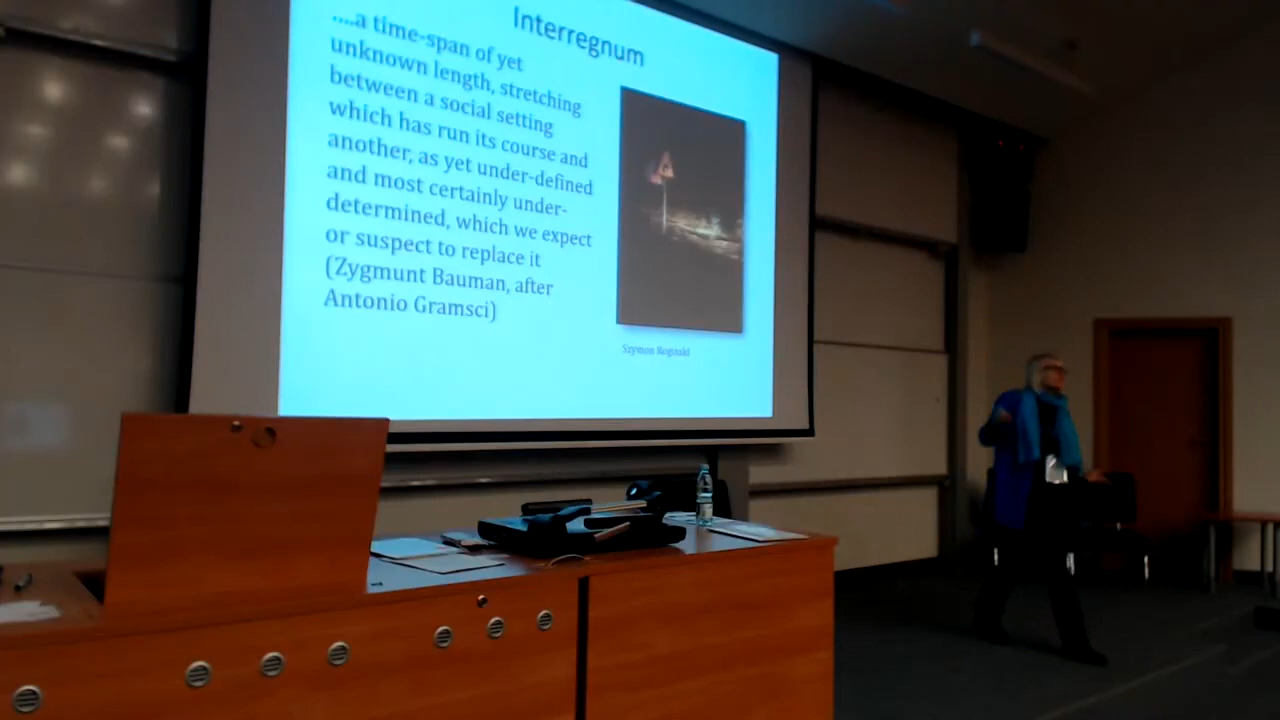 Interregnum
....a time-span of yet
unknown length, stretching
between a social setting
which has run its course and
another, as yet under-defined
and most certainly under-
determined, which we expect
or suspect to replace it
(Zygmunt Bauman, after
Antonio Gramsci)
Szymon Roginski